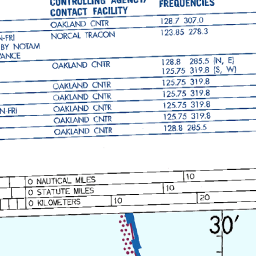 CONTROLLING AGENCY/ FREQUENCIES
CONTACT FACILITY
OAKLAND CNTR 128.7 307.0
N-FRI NORCAL TRACON 123.85 278.3
BY NOTAM
VANCE
OAKLAND CNTR 128.8 285.5 (N, E)
125.75 319.8 (S, W)
OAKLAND CNTR 125.75 319.8
OAKLAND CNTR 125.75 319.8
OAKLAND CNTR 125.75 319.8
N-FRI OAKLAND CNTR 125.75 319.8
OAKLAND CNTR 128.8 285.5
0 NAUTICAL MILES 10
0 STATUTE MILES 10
0 KILOMETERS 10 20
30'